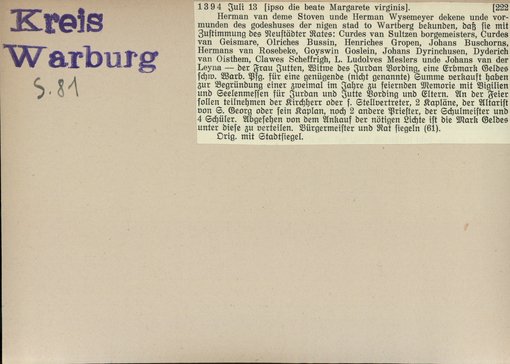 Kreis
Warburg
S. 81
1394 Juli 13 [ipso die beate Margarete virginis]. [222
Herman van deme Stoven unde Herman Wysemeyer dekene unde vor-
munden des godeshuses der nigen stad to Wartberg bekunden, daß sie mit
Zustimmung des Neustädter Rates: Curdes van Sultzen borgemeisters, Curdes
van Geismare, Olriches Bussin, Henriches Gropen, Johans Buschorns,
Hermans van Rosebeke, Goyswin Goslein, Johans Dyrinchusen, Dyderich
van Oisthem, Clawes Scheffrigh, L. Ludolves Meslers unde Johans van der
Leyna — der Frau Jutten, Witwe des Jurdan Vording, eine Erbmark Geldes
schw. Warb. Pfg. für eine genügende (nicht genannte) Summe verkauft haben
zur Begehung einer zweimal im Jahre zu feiernden Memorie mit Vigilien
und Seelenmessen für Jurdan und Jutte Vording und Eltern. An der Feier
sollen teilnehmen der Kirchherr oder s. Stellvertreter, 2 Kapläne, der Altarist
von S. Georg oder sein Kaplan, noch 2 andere Priester, der Schulmeister und
4 Schüler. Abgesehen von dem Ankauf der nötigen Lichte ist die Mark Geldes
unter diese zu verteilen. Bürgermeister und Rat siegeln (61).
Orig. mit Stadtsiegel.